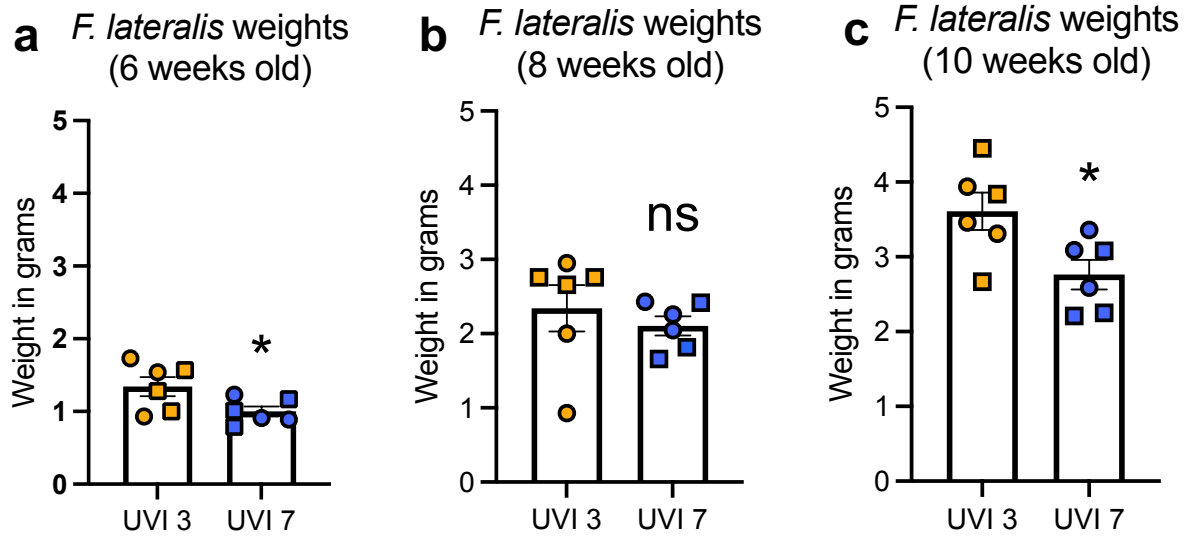 a
F. lateralis weights
(6 weeks old)
Weight in grams
5
4
3
2
1
0
*
UVI 3
UVI 7
b
F. lateralis weights
(8 weeks old)
Weight in grams
5
4
3
2
1
0
ns
UVI 3
UVI 7
c
F. lateralis weights
(10 weeks old)
Weight in grams
5
4
3
2
1
0
*
UVI 3
UVI 7